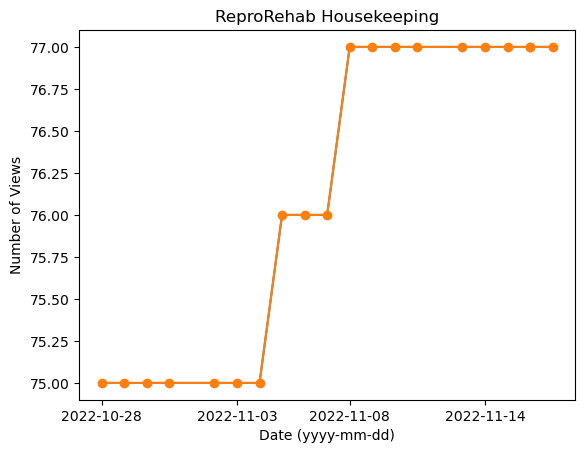 ReproRehab Housekeeping
Number of Views
77.00
76.75
76.50
76.25
76.00
75.75
75.50
75.25
75.00
2022-10-28 2022-11-03 2022-11-08 2022-11-14
Date (yyyy-mm-dd)